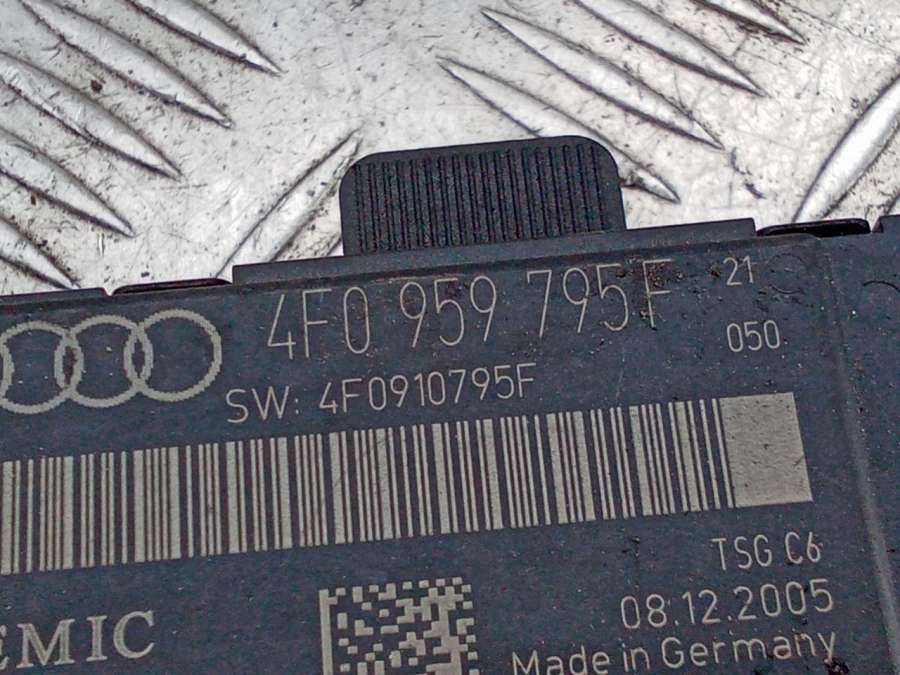 4F0 959 795F 21
050
SW: 4F0910795F
TSG C6
08.12.2005
EMIC
Made in Germany